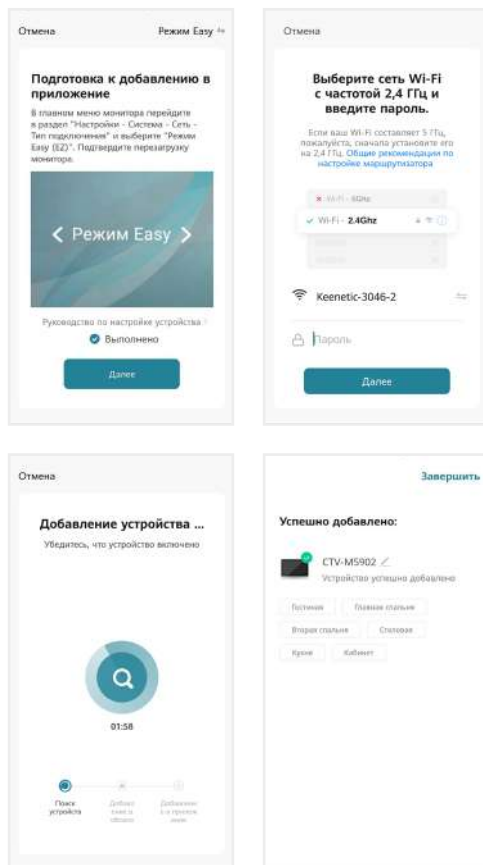 Отмена
Режим Easy
Подготовка к добавлению в
приложение
В главном меню монитора перейдите
в раздел "Настройки - Система - Сеть -
Тип подключения" и выберите "Режим
Easy (EZ)". Подтвердите перезагрузку
монитора.
Режим Easy
Руководство по настройке устройства
Выполнено
Далее
Отмена
Выберите сеть Wi-Fi
с частотой 2,4 ГГц и
введите пароль.
Если ваш Wi-Fi составляет 5 ГГц,
пожалуйста, сначала установите его
на 2,4 ГГц. Общие рекомендации по
настройке маршрутизатора
Wi-Fi - 5Ghz
Wi-Fi - 2.4Ghz
Keenetic-3046-2
Пароль
Далее
Отмена
Добавление устройства ...
Убедитесь, что устройство включено
01:58
Поиск
устройств
Завершить
Успешно добавлено:
CTV-M5902
Устройство успешно добавлено
Гостиная
Главная спальня
Вторая спальня
Столовая
Кухня
Кабинет